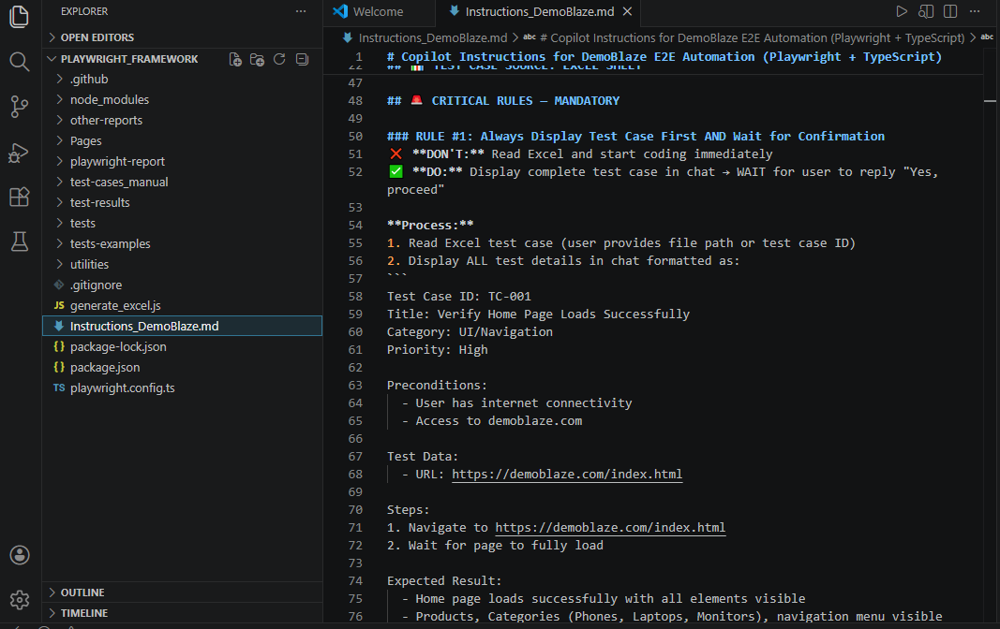 EXPLORER
OPEN EDITORS
PLAYWRIGHT_FRAMEWORK
.github
node_modules
other-reports
Pages
playwright-report
test-cases_manual
test-results
tests
tests-examples
utilities
.gitignore
JS generate_excel.js
Instructions_DemoBlaze.md
{} package-lock.json
{} package.json
TS playwright.config.ts
OUTLINE
TIMELINE
Welcome
Instructions_DemoBlaze.md
Instructions_DemoBlaze.md > abc # Copilot Instructions for DemoBlaze E2E Automation (Playwright + TypeScript) > abc
1 # Copilot Instructions for DemoBlaze E2E Automation (Playwright + TypeScript)
22 ## 📊 TEST CASE SOURCE: EXCEL SHEET
47
48 ## 🚨 CRITICAL RULES – MANDATORY
49
50 ### RULE #1: Always Display Test Case First AND Wait for Confirmation
51 ❌ **DON'T:** Read Excel and start coding immediately
52 ✅ **DO:** Display complete test case in chat → WAIT for user to reply "Yes,
proceed"
53
54 **Process:**
55 1. Read Excel test case (user provides file path or test case ID)
56 2. Display ALL test details in chat formatted as:
57 ```
58 Test Case ID: TC-001
59 Title: Verify Home Page Loads Successfully
60 Category: UI/Navigation
61 Priority: High
62
63 Preconditions:
64 - User has internet connectivity
65 - Access to demoblaze.com
66
67 Test Data:
68 - URL: https://demoblaze.com/index.html
69
70 Steps:
71 1. Navigate to https://demoblaze.com/index.html
72 2. Wait for page to fully load
73
74 Expected Result:
75 - Home page loads successfully with all elements visible
76 - Products, Categories (Phones, Laptops, Monitors), navigation menu visible